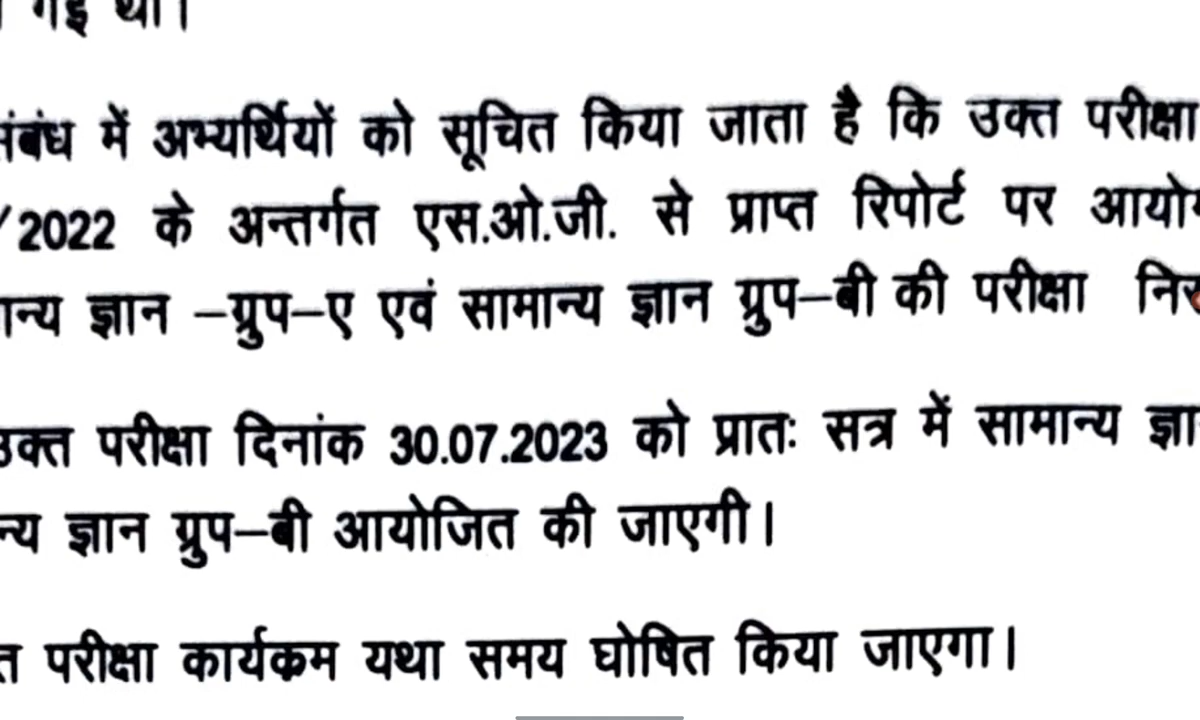 गई थी।
संबंध में अभ्यर्थियों को सूचित किया जाता है कि उक्त परीक्षा
/2022 के अन्तर्गत एस.ओ.जी. से प्राप्त रिपोर्ट पर
ज्ञान –ग्रुप–ए एवं सामान्य ज्ञान ग्रुप–बी की परीक्षा
उक्त परीक्षा दिनांक 30.07.2023 को प्रातः सत्र में सामान्य
ज्ञान ग्रुप–बी आयोजित की जाएगी।
परीक्षा कार्यक्रम यथा समय घोषित किया जाएगा।